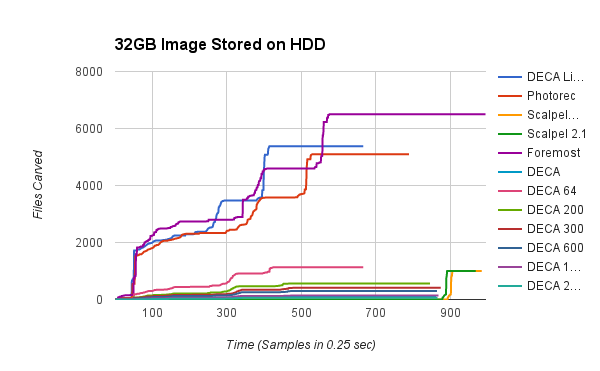 32GB Image Stored on HDD
8000
6000
4000
2000
0
Files Carved
100
300
500
700
900
Time (Samples in 0.25 sec)
DECA Li...
Photorec
Scalpel...
Scalpel 2.1
Foremost
DECA
DECA 64
DECA 200
DECA 300
DECA 600
DECA 1...
DECA 2...